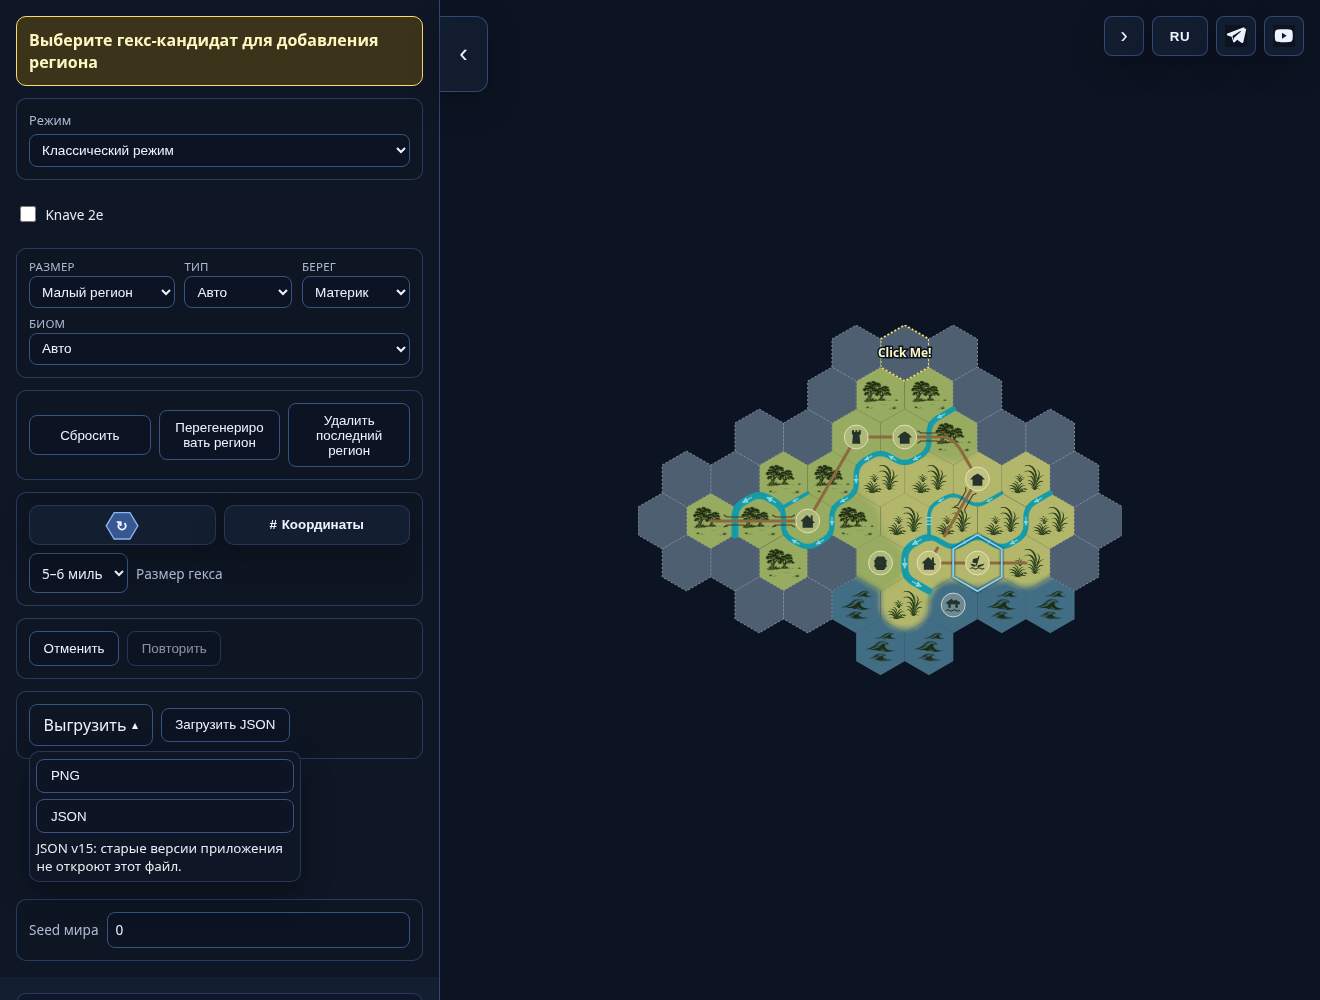 Выберите гекс-кандидат для добавления
региона
Режим
Классический режим
Knave 2e
РАЗМЕР
ТИП
БЕРЕГ
Малый регион
Авто
Материк
БИОМ
Авто
Сбросить
Перегенериро
вать регион
Удалить
последний
регион
↻
# Координаты
5–6 миль
Размер гекса
Отменить
Повторить
Выгрузить ▴
Загрузить JSON
PNG
JSON
JSON v15: старые версии приложения
не откроют этот файл.
Seed мира
0
‹
›
RU
Click Me!